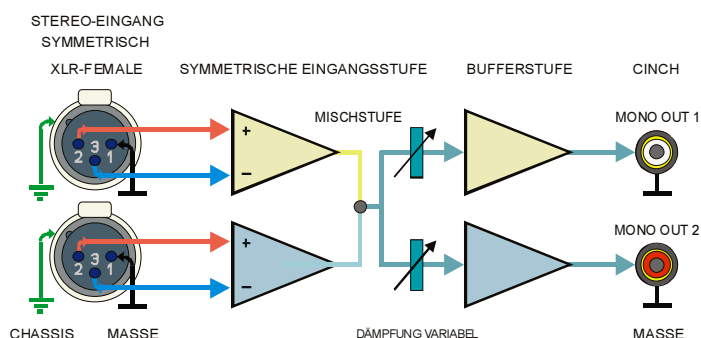 STEREO-EINGANG
SYMMETRISCH
XLR-FEMALE
SYMMETRISCHE EINGANGSSTUFE
BUFFERSTUFE
CINCH
MISCHSTUFE
MONO OUT 1
+
−
3
2 1
MONO OUT 2
+
−
3
2 1
CHASSIS
MASSE
DÄMPFUNG VARIABEL
MASSE